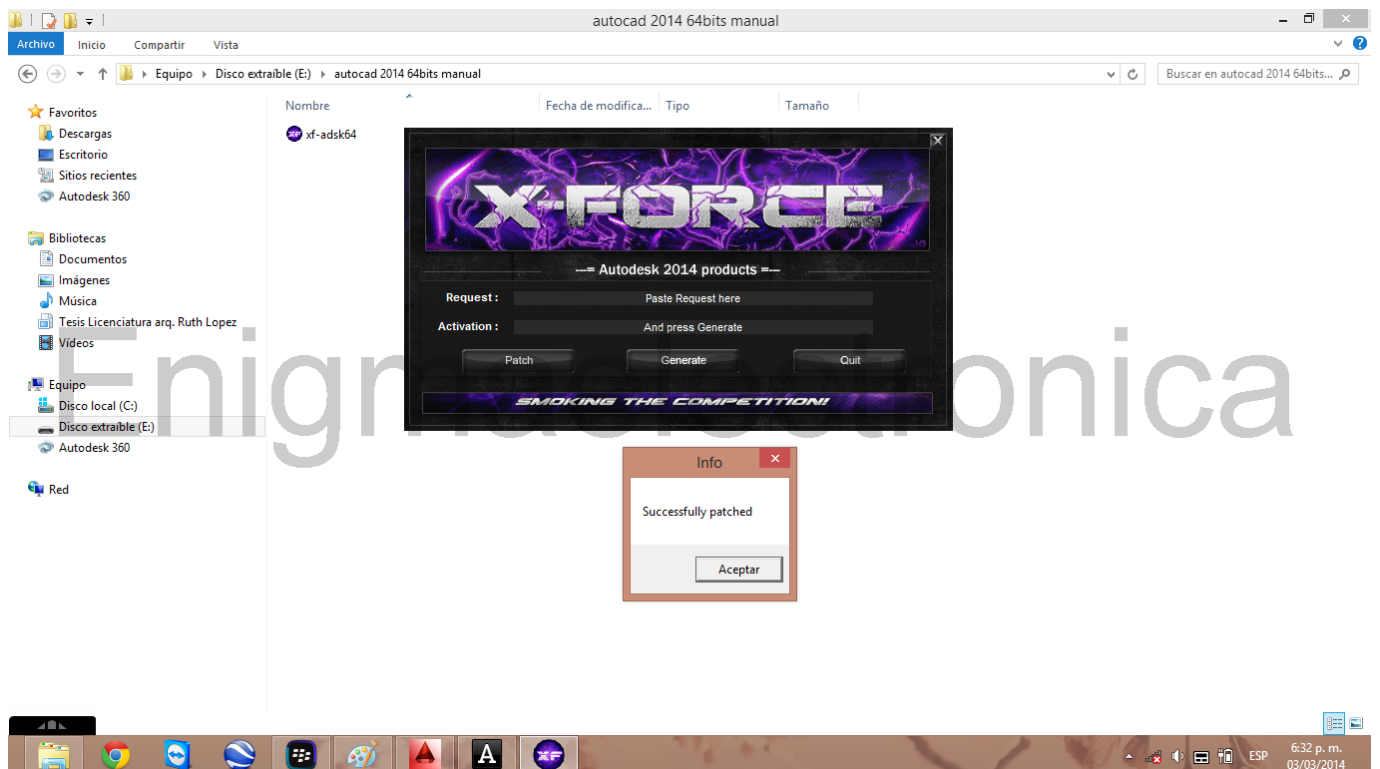 autocad 2014 64bits manual
Archivo Inicio Compartir Vista
Equipo Disco extraíble (E:) autocad 2014 64bits manual
Buscar en autocad 2014 64bits...
Nombre Fecha de modifica... Tipo Tamaño
Favoritos
Descargas
Escritorio
Sitios recientes
Autodesk 360
Bibliotecas
Documentos
Imágenes
Música
Tesis Licenciatura arq. Ruth Lopez
Vídeos
Equipo
Disco local (C:)
Disco extraíble (E:)
Autodesk 360
Red
XF xf-adsk64
X-FORCE
---= Autodesk 2014 products =---
Request : Paste Request here
Activation : And press Generate
Patch Generate Quit
SMOKING THE COMPETITION!
Enigmaelectronica
Info
Successfully patched
Aceptar
A XF
ESP
6:32 p. m.
03/03/2014